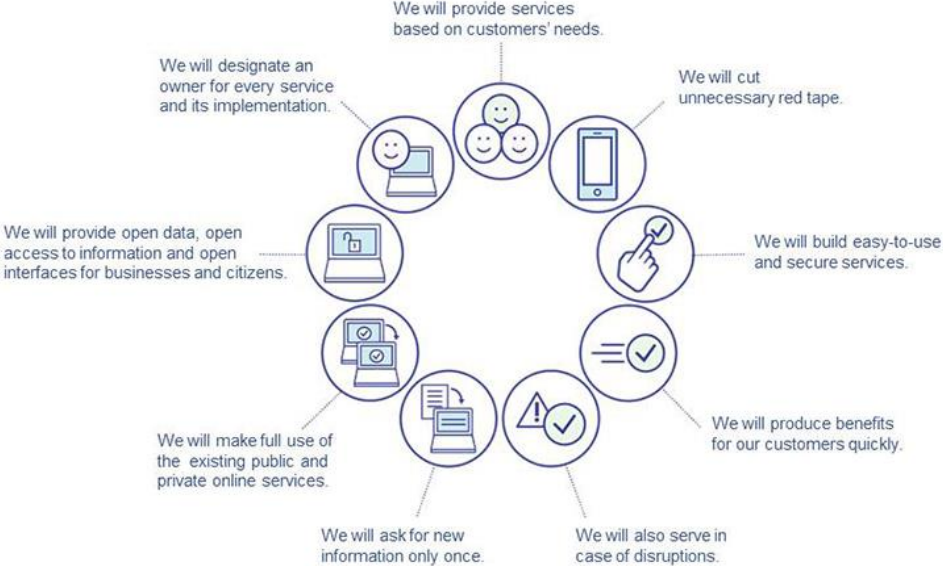 We will provide services
based on customers' needs.
We will cut
unnecessary red tape.
We will build easy-to-use
and secure services.
We will produce benefits
for our customers quickly.
We will also serve in
case of disruptions.
We will ask for new
information only once.
We will make full use of
the existing public and
private online services.
We will provide open data, open
access to information and open
interfaces for businesses and citizens.
We will designate an
owner for every service
and its implementation.